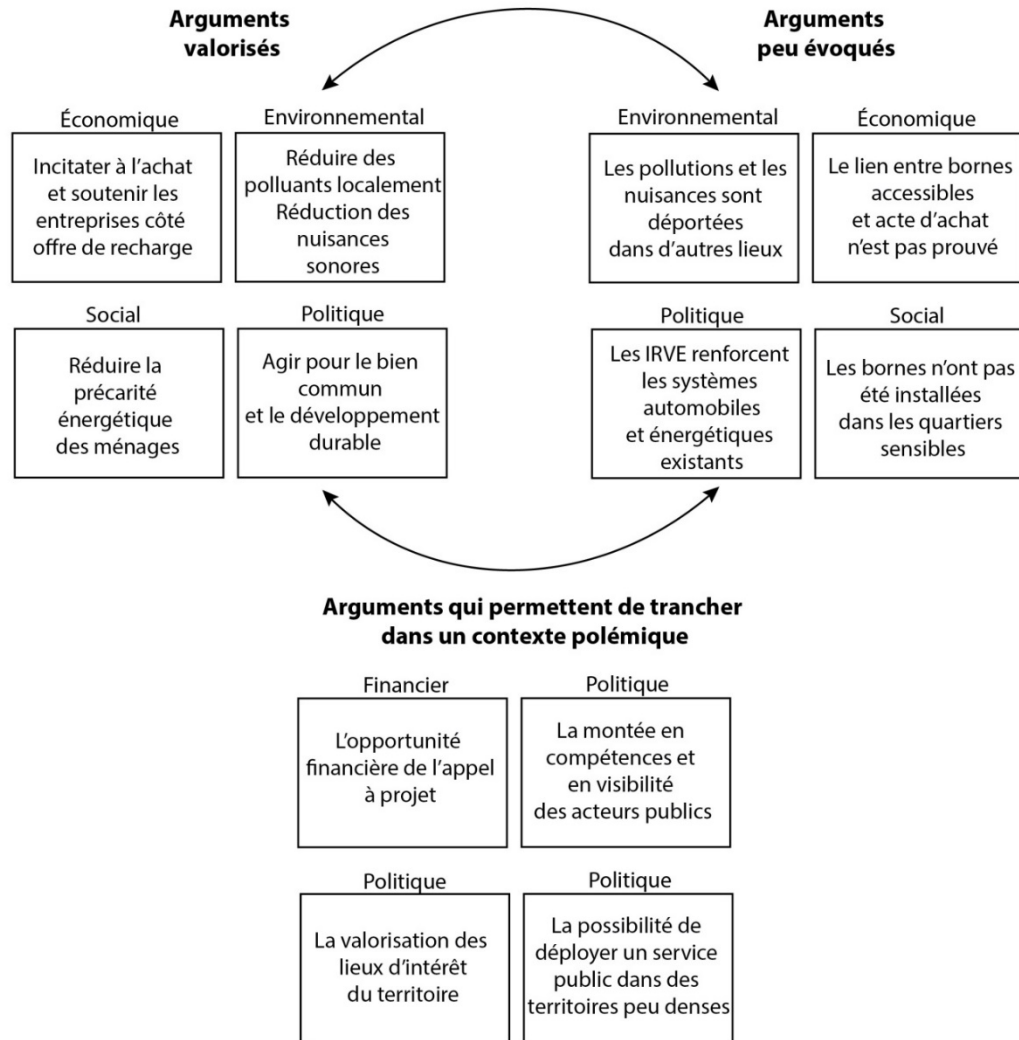 Arguments
valorisés
Arguments
peu évoqués
Économique
Incitater à l’achat
et soutenir les
entreprises côté
offre de recharge
Environnemental
Réduire des
polluants localement
Réduction des
nuisances
sonores
Environnemental
Les pollutions et les
nuisances sont
déportées
dans d’autres lieux
Économique
Le lien entre bornes
accessibles
et acte d’achat
n’est pas prouvé
Social
Réduire la
précarité
énergétique
des ménages
Politique
Agir pour le bien
commun
et le développement
durable
Politique
Les IRVE renforcent
les systèmes
automobiles
et énergétiques
existants
Social
Les bornes n’ont pas
été installées
dans les quartiers
sensibles
Arguments qui permettent de trancher
dans un contexte polémique
Financier
L’opportunité
financière de l’appel
à projet
Politique
La montée en
compétences et
en visibilité
des acteurs publics
Politique
La valorisation des
lieux d’intérêt
du territoire
Politique
La possibilité de
déployer un service
public dans des
territoires peu denses